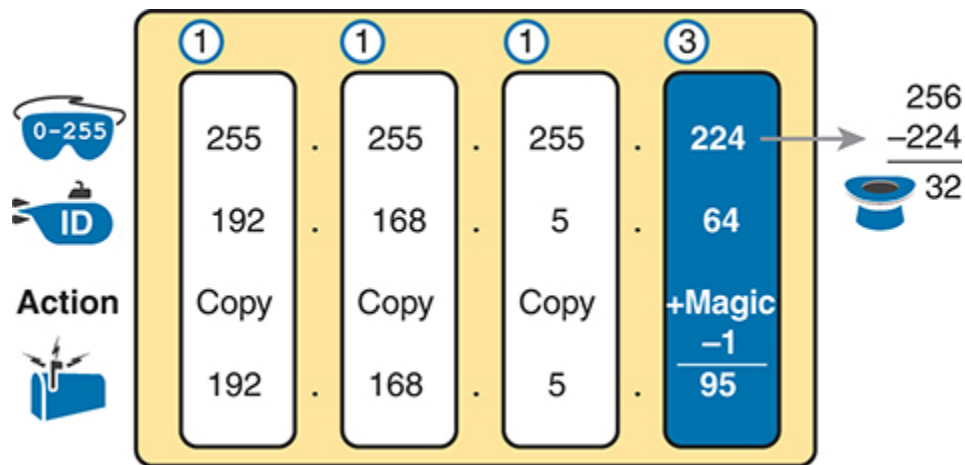 1 1 1 3
0-255 255 . 255 . 255 . 224 256
–224
32
ID 192 . 168 . 5 . 64
Action Copy Copy Copy +Magic
–1
192 . 168 . 5 . 95